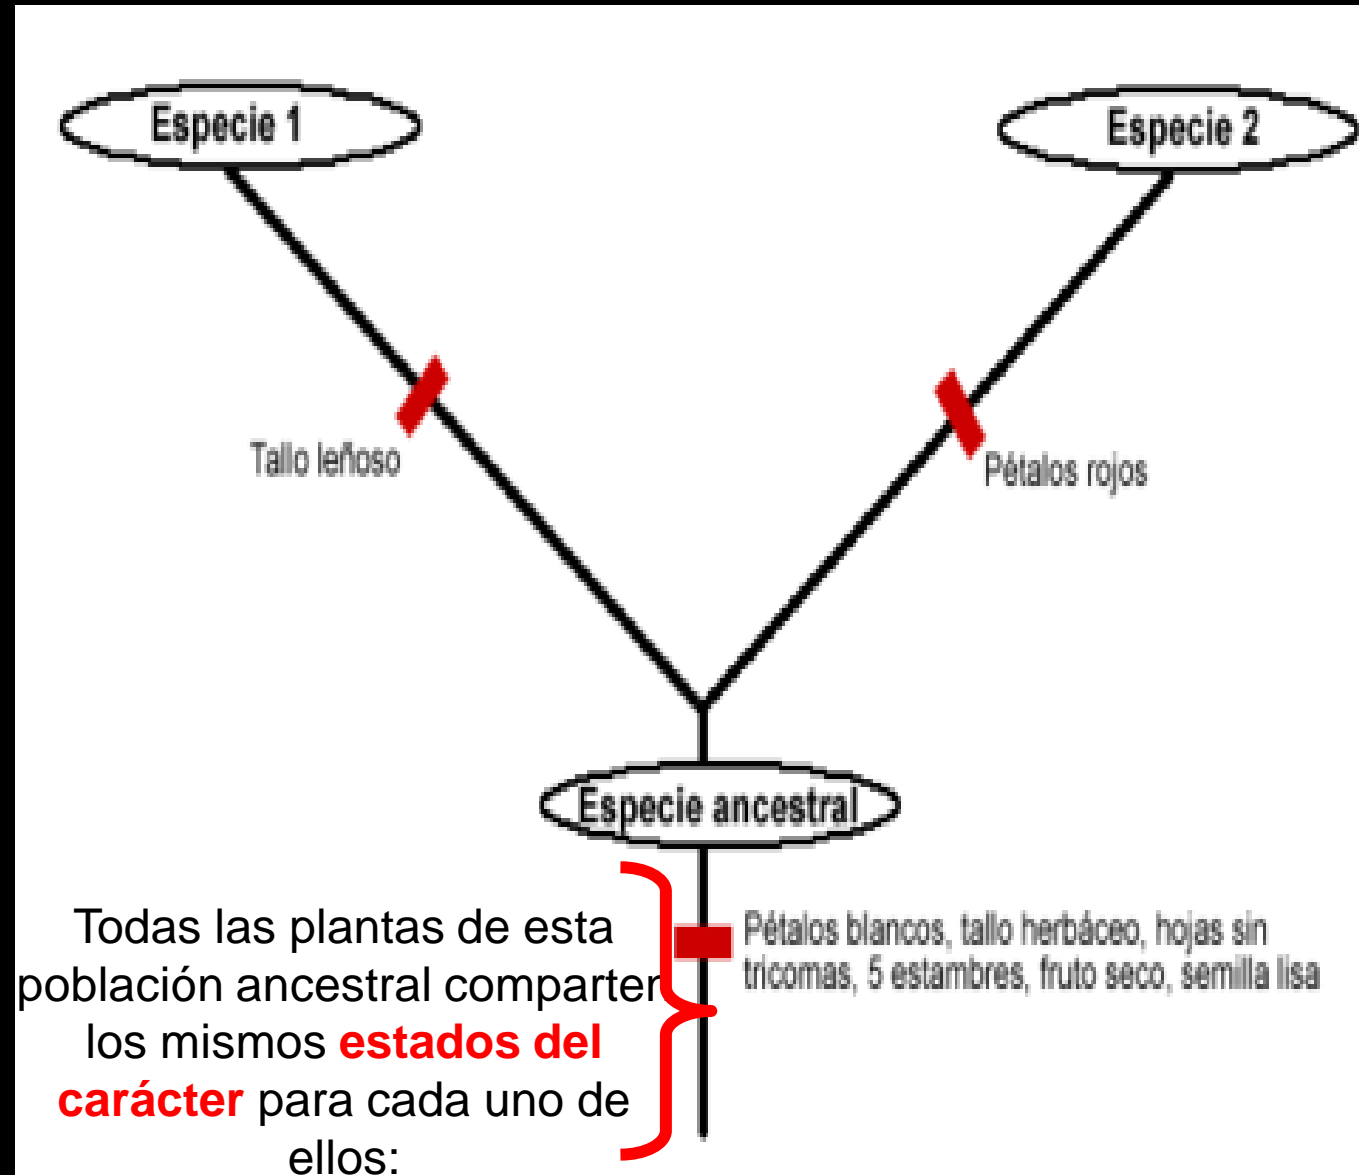 Especie 1
Especie 2
Tallo leñoso
Pétalos rojos
Especie ancestral
Pétalos blancos, tallo herbáceo, hojas sin
tricomas, 5 estambres, fruto seco, semilla lisa
Todas las plantas de esta
población ancestral comparten
los mismos estados del
carácter para cada uno de
ellos: